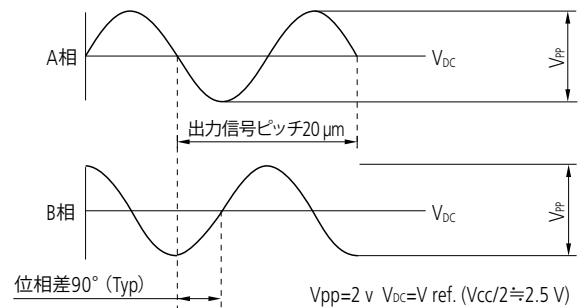 A相
VDC
VPP
出力信号ピッチ20 µm
B相
VDC
VPP
位相差90° (Typ)
Vpp=2 v VDC=V ref. (Vcc/2≒2.5 V)